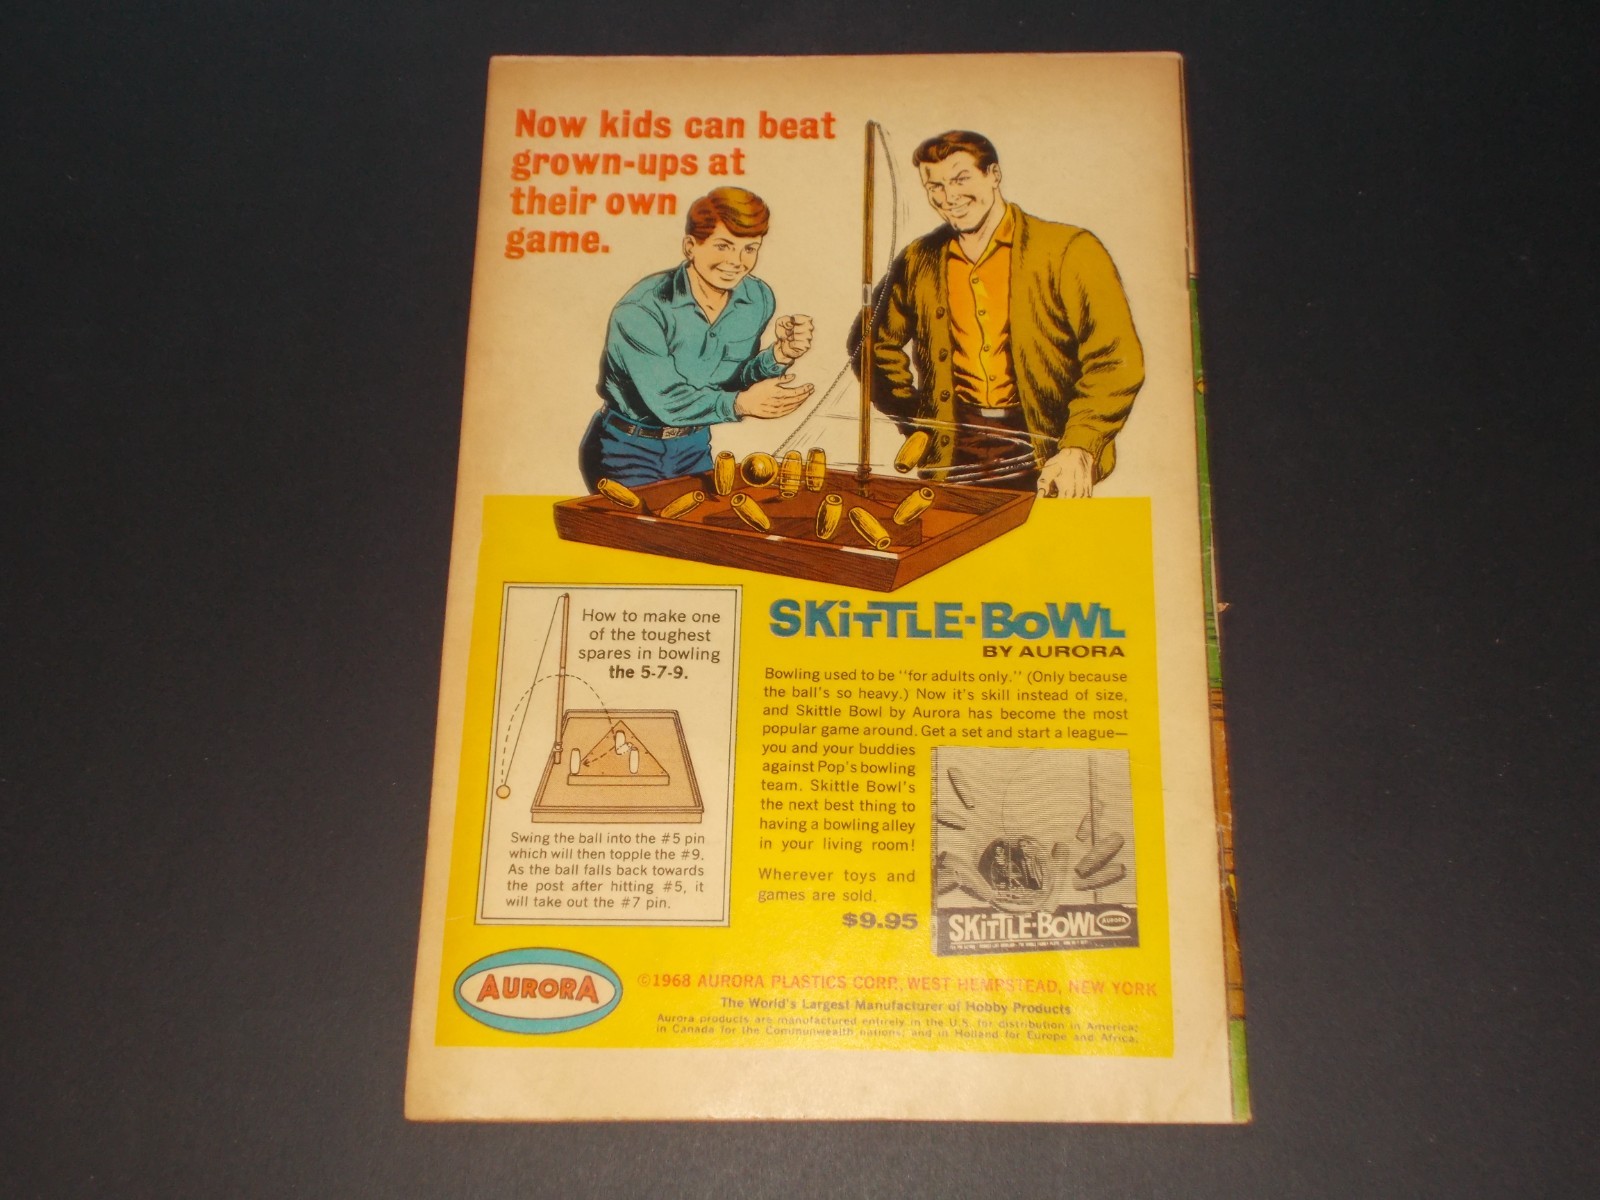 Now kids can beat
grown-ups at
their own
game.
How to make one
of the toughest
spares in bowling
the 5-7-9.
Swing the ball into the #5 pin
which will then topple the #9.
As the ball falls back towards
the post after hitting #5, it
will take out the #7 pin.
SKiTTLE-BoWL
BY AURORA
Bowling used to be "for adults only." (Only because
the ball's so heavy.) Now it's skill instead of size,
and Skittle Bowl by Aurora has become the most
popular game around. Get a set and start a league—
you and your buddies
against Pop's bowling
team. Skittle Bowl's
the next best thing to
having a bowling alley
in your living room!
Wherever toys and
games are sold.
$9.95
SKiTTLE-BoWL
AURORA
AURORA
©1968 AURORA PLASTICS CORP., WEST HEMPSTEAD, NEW YORK
The World's Largest Manufacturer of Hobby Products
Aurora products are manufactured entirely in the U.S. for distribution in America;
in Canada for the Commonwealth nations; and in Holland for Europe and Africa.